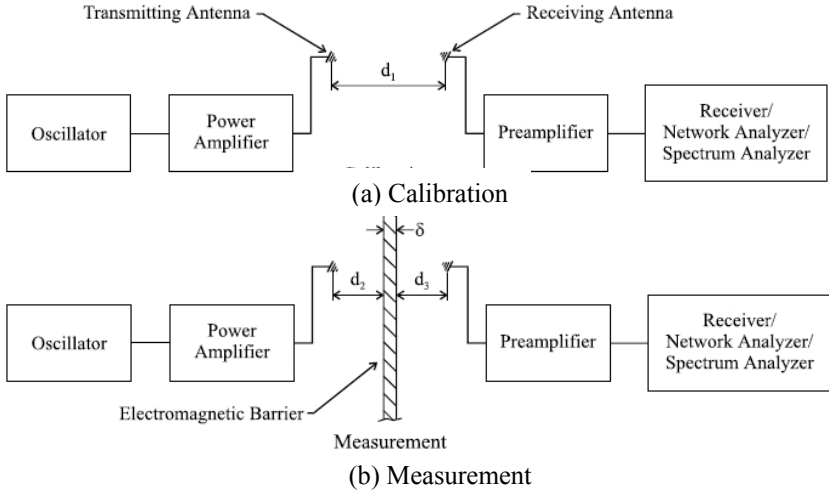 Transmitting Antenna
Receiving Antenna
d₁
Oscillator
Power
Amplifier
Preamplifier
Receiver/
Network Analyzer/
Spectrum Analyzer
(a) Calibration
δ
d₂
d₃
Oscillator
Power
Amplifier
Preamplifier
Receiver/
Network Analyzer/
Spectrum Analyzer
Electromagnetic Barrier
Measurement
(b) Measurement